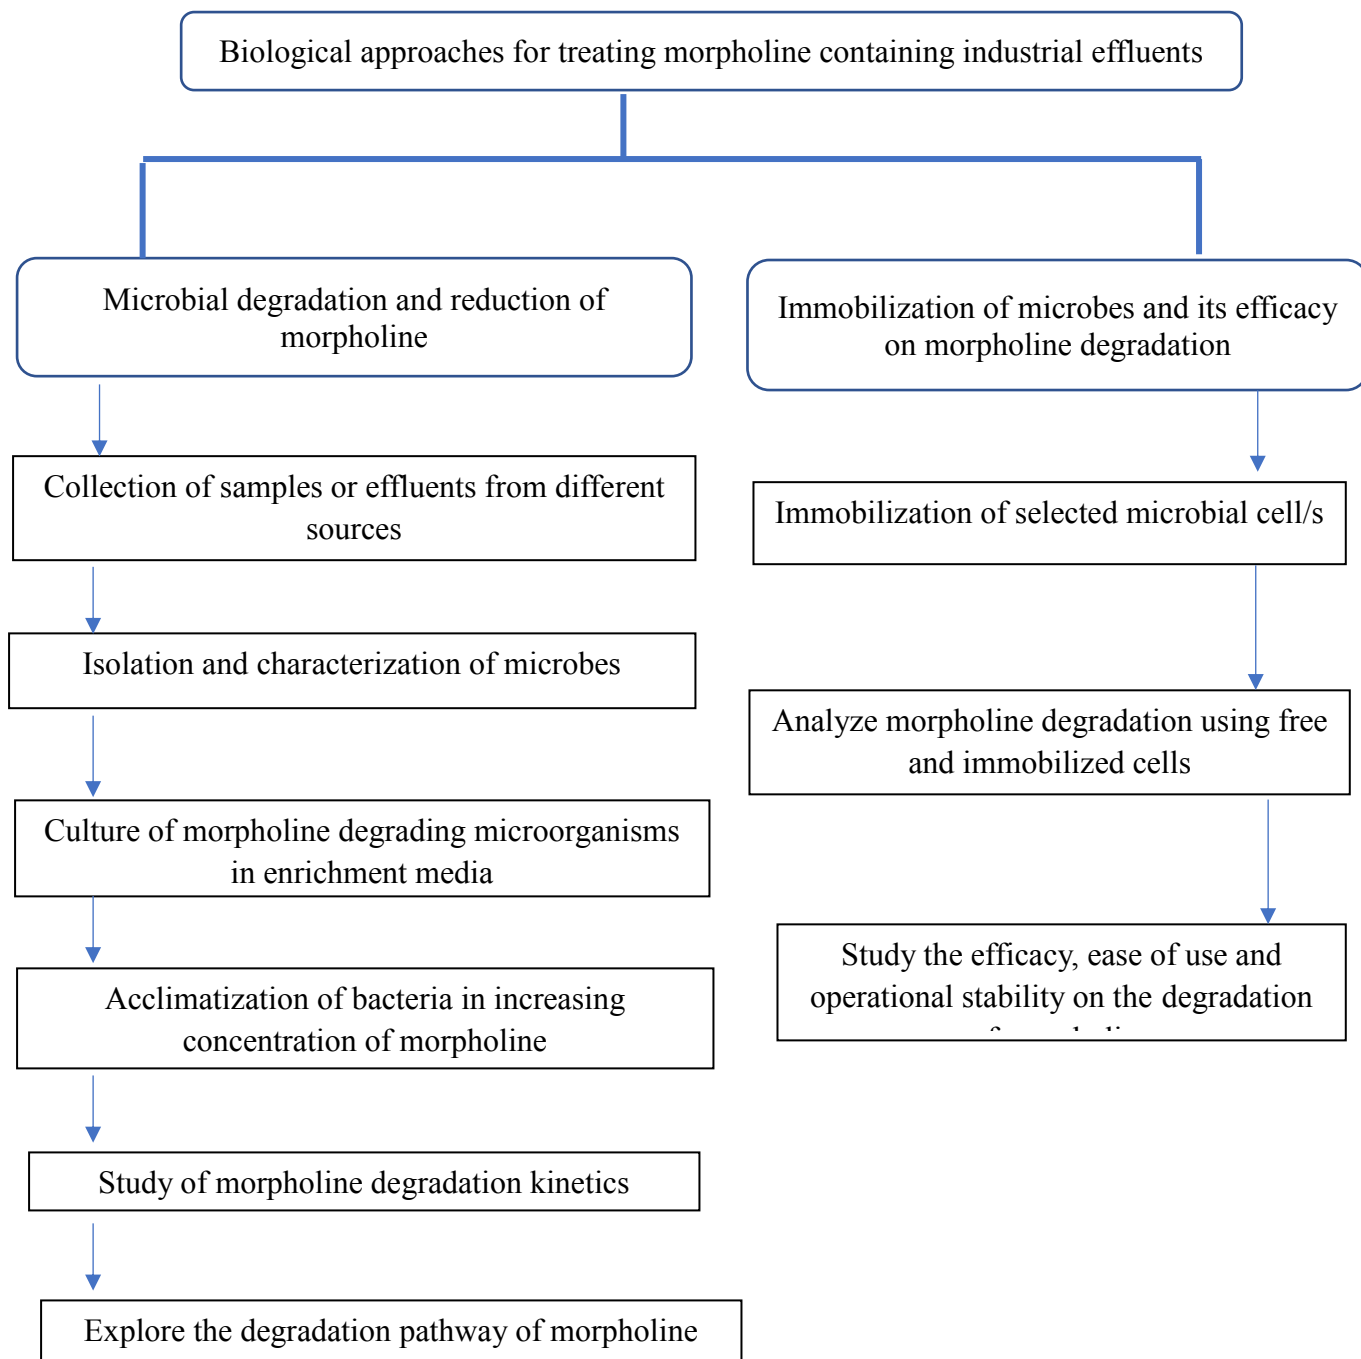 Biological approaches for treating morpholine containing industrial effluents
Microbial degradation and reduction of
morpholine
Collection of samples or effluents from different
sources
Isolation and characterization of microbes
Culture of morpholine degrading microorganisms
in enrichment media
Acclimatization of bacteria in increasing
concentration of morpholine
Study of morpholine degradation kinetics
Explore the degradation pathway of morpholine
Immobilization of microbes and its efficacy
on morpholine degradation
Immobilization of selected microbial cell/s
Analyze morpholine degradation using free
and immobilized cells
Study the efficacy, ease of use and
operational stability on the degradation